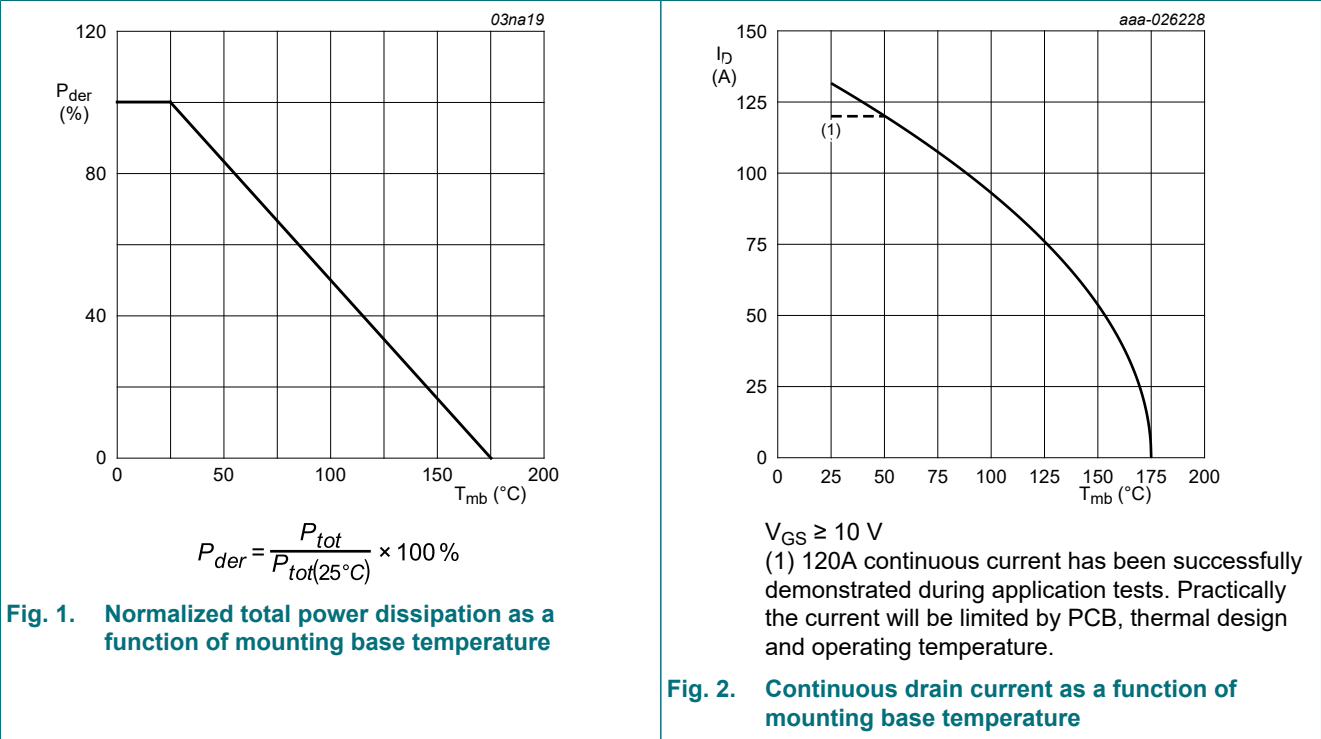 03na19
120
P_der
(%)
80
40
0
0 50 100 150 200
T_mb (°C)
P_der = P_tot / P_tot(25°C) × 100 %
Fig. 1. Normalized total power dissipation as a
function of mounting base temperature
aaa-026228
150
I_D
(A)
125
(1)
100
75
50
25
0
0 25 50 75 100 125 150 175 200
T_mb (°C)
V_GS ≥ 10 V
(1) 120A continuous current has been successfully
demonstrated during application tests. Practically
the current will be limited by PCB, thermal design
and operating temperature.
Fig. 2. Continuous drain current as a function of
mounting base temperature